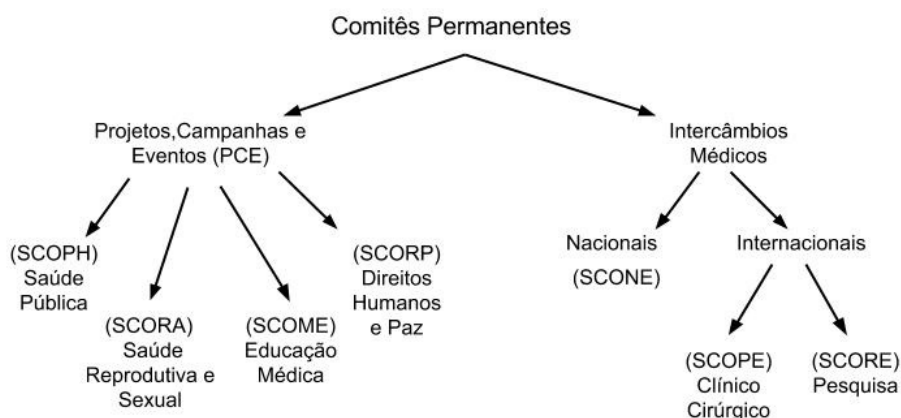 Comitês Permanentes
Projetos,Campanhas e
Eventos (PCE)
Intercâmbios
Médicos
(SCOPH)
Saúde
Pública
(SCORA)
Saúde
Reprodutiva e
Sexual
(SCOME)
Educação
Médica
(SCORP)
Direitos
Humanos
e Paz
Nacionais
(SCONE)
Internacionais
(SCOPE)
Clínico
Cirúrgico
(SCORE)
Pesquisa